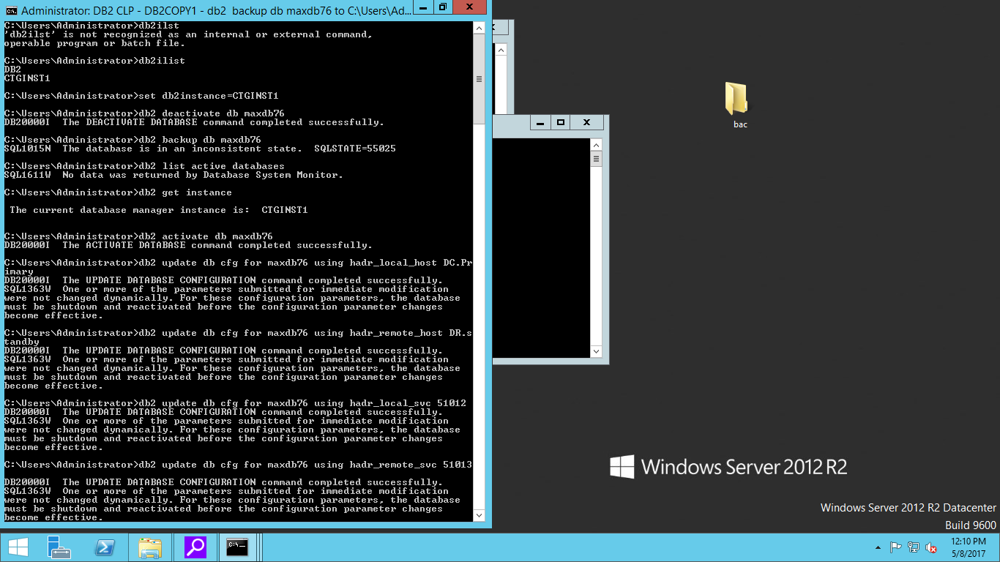 Administrator: DB2 CLP - DB2COPY1 - db2  backup db maxdb76 to C:\Users\Ad...
C:\Users\Administrator>db2ilst
'db2ilst' is not recognized as an internal or external command,
operable program or batch file.
C:\Users\Administrator>db2ilist
DB2
CTGINST1
C:\Users\Administrator>set db2instance=CTGINST1
C:\Users\Administrator>db2 deactivate db maxdb76
DB20000I  The DEACTIVATE DATABASE command completed successfully.
C:\Users\Administrator>db2 backup db maxdb76
SQL1015N  The database is in an inconsistent state.  SQLSTATE=55025
C:\Users\Administrator>db2 list active databases
SQL1611W  No data was returned by Database System Monitor.
C:\Users\Administrator>db2 get instance
The current database manager instance is:  CTGINST1
C:\Users\Administrator>db2 activate db maxdb76
DB20000I  The ACTIVATE DATABASE command completed successfully.
C:\Users\Administrator>db2 update db cfg for maxdb76 using hadr_local_host DC.Pr
imary
DB20000I  The UPDATE DATABASE CONFIGURATION command completed successfully.
SQL1363W  One or more of the parameters submitted for immediate modification
were not changed dynamically. For these configuration parameters, the database
must be shutdown and reactivated before the configuration parameter changes
become effective.
C:\Users\Administrator>db2 update db cfg for maxdb76 using hadr_remote_host DR.s
tandby
DB20000I  The UPDATE DATABASE CONFIGURATION command completed successfully.
SQL1363W  One or more of the parameters submitted for immediate modification
were not changed dynamically. For these configuration parameters, the database
must be shutdown and reactivated before the configuration parameter changes
become effective.
C:\Users\Administrator>db2 update db cfg for maxdb76 using hadr_local_svc 51012
DB20000I  The UPDATE DATABASE CONFIGURATION command completed successfully.
SQL1363W  One or more of the parameters submitted for immediate modification
were not changed dynamically. For these configuration parameters, the database
must be shutdown and reactivated before the configuration parameter changes
become effective.
C:\Users\Administrator>db2 update db cfg for maxdb76 using hadr_remote_svc 51013
DB20000I  The UPDATE DATABASE CONFIGURATION command completed successfully.
SQL1363W  One or more of the parameters submitted for immediate modification
were not changed dynamically. For these configuration parameters, the database
must be shutdown and reactivated before the configuration parameter changes
become effective.
bac
Windows Server 2012 R2
Windows Server 2012 R2 Datacenter
Build 9600
12:10 PM
5/8/2017